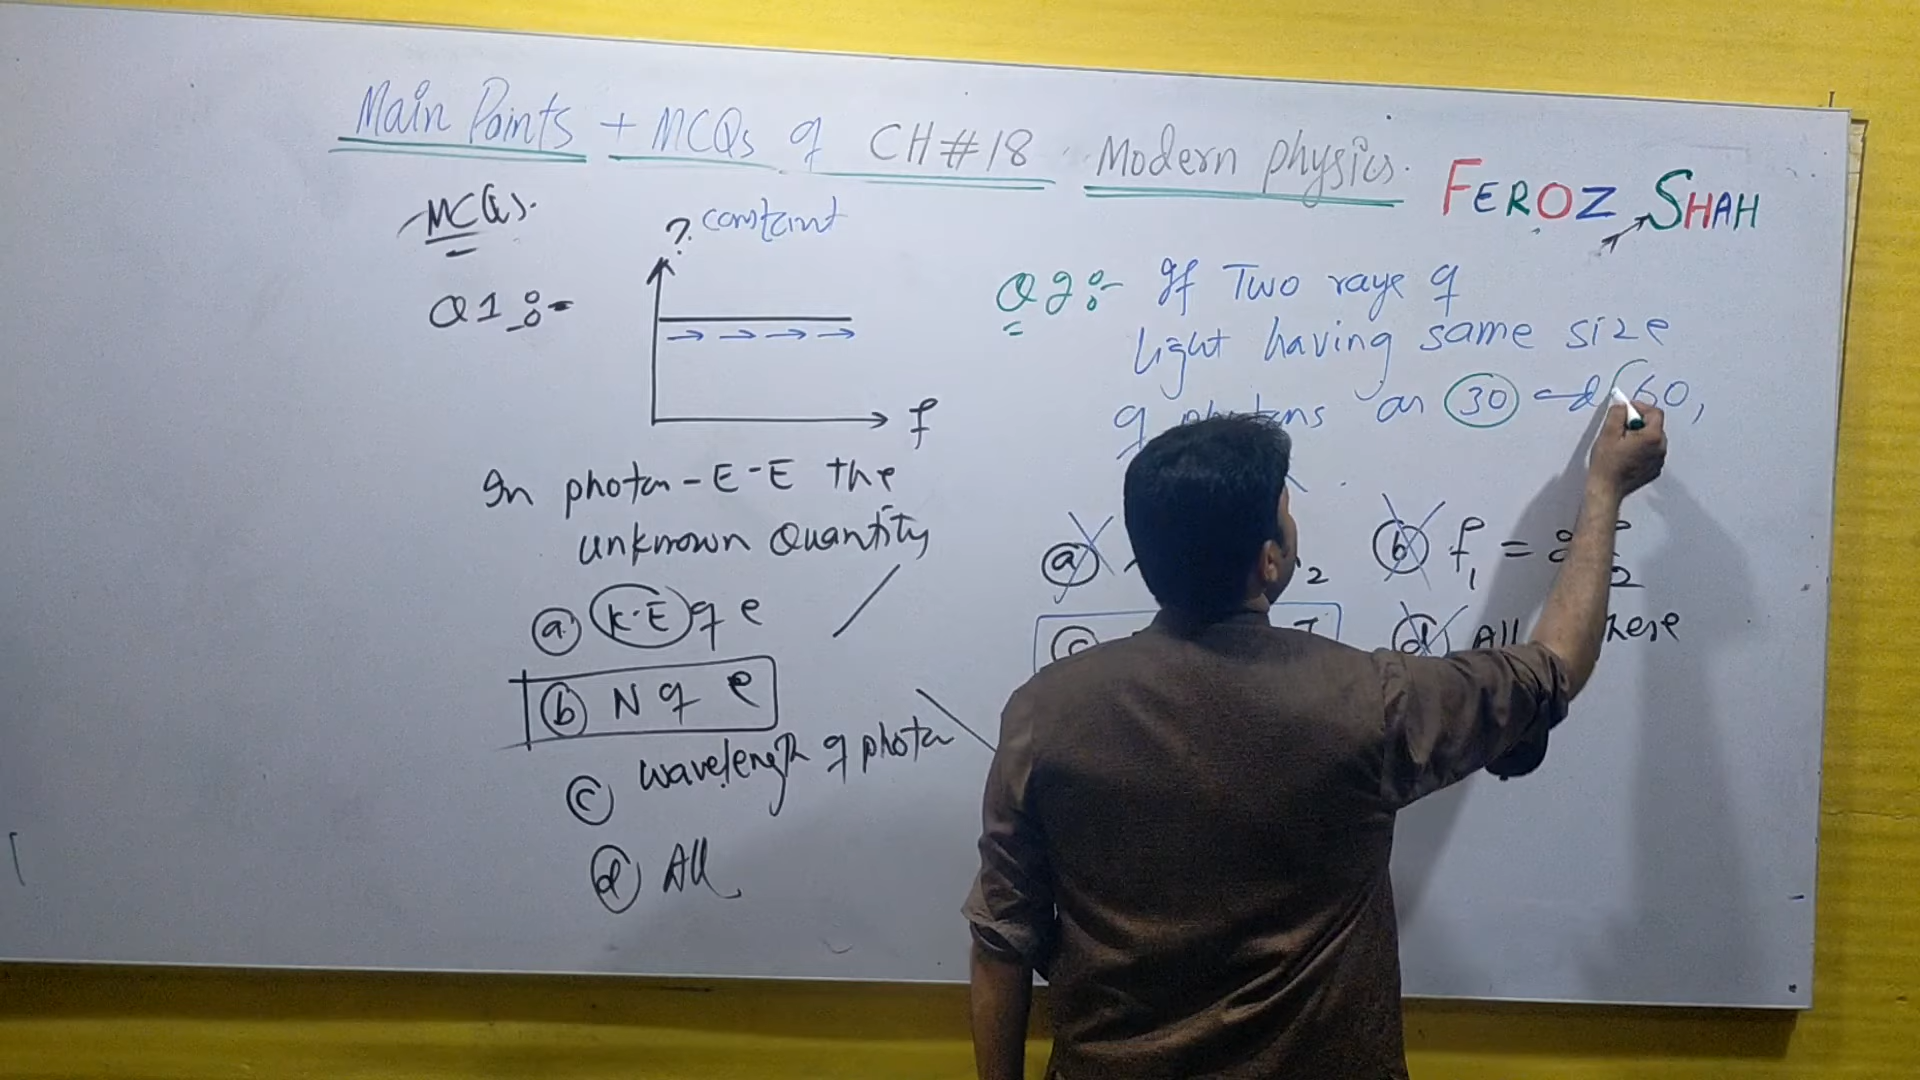 Main Points + MCQs of CH#18 Modern physics.
FEROZ SHAH
MCQs.
Q1:-
? constant
f
In photon-E-E the
unknown Quantity
(a) K.E of e
(b) N of e
(c) wavelength of photon
(d) All
Q2:- If Two rays of
light having same size
of photons are 30 and 60,
(a) 2
(b) f1 =
(c)
(d) All these